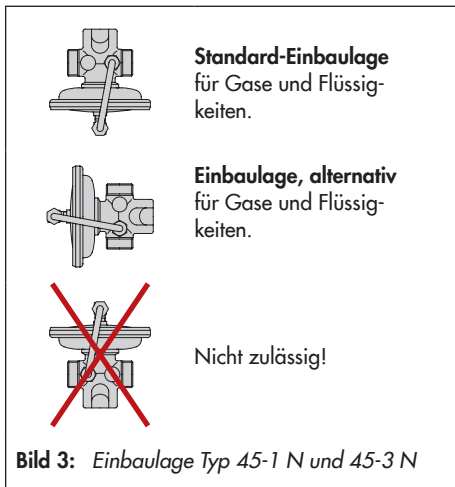 Standard-Einbaulage
für Gase und Flüssig-
keiten.
Einbaulage, alternativ
für Gase und Flüssig-
keiten.
Nicht zulässig!
Bild 3: Einbaulage Typ 45-1 N und 45-3 N